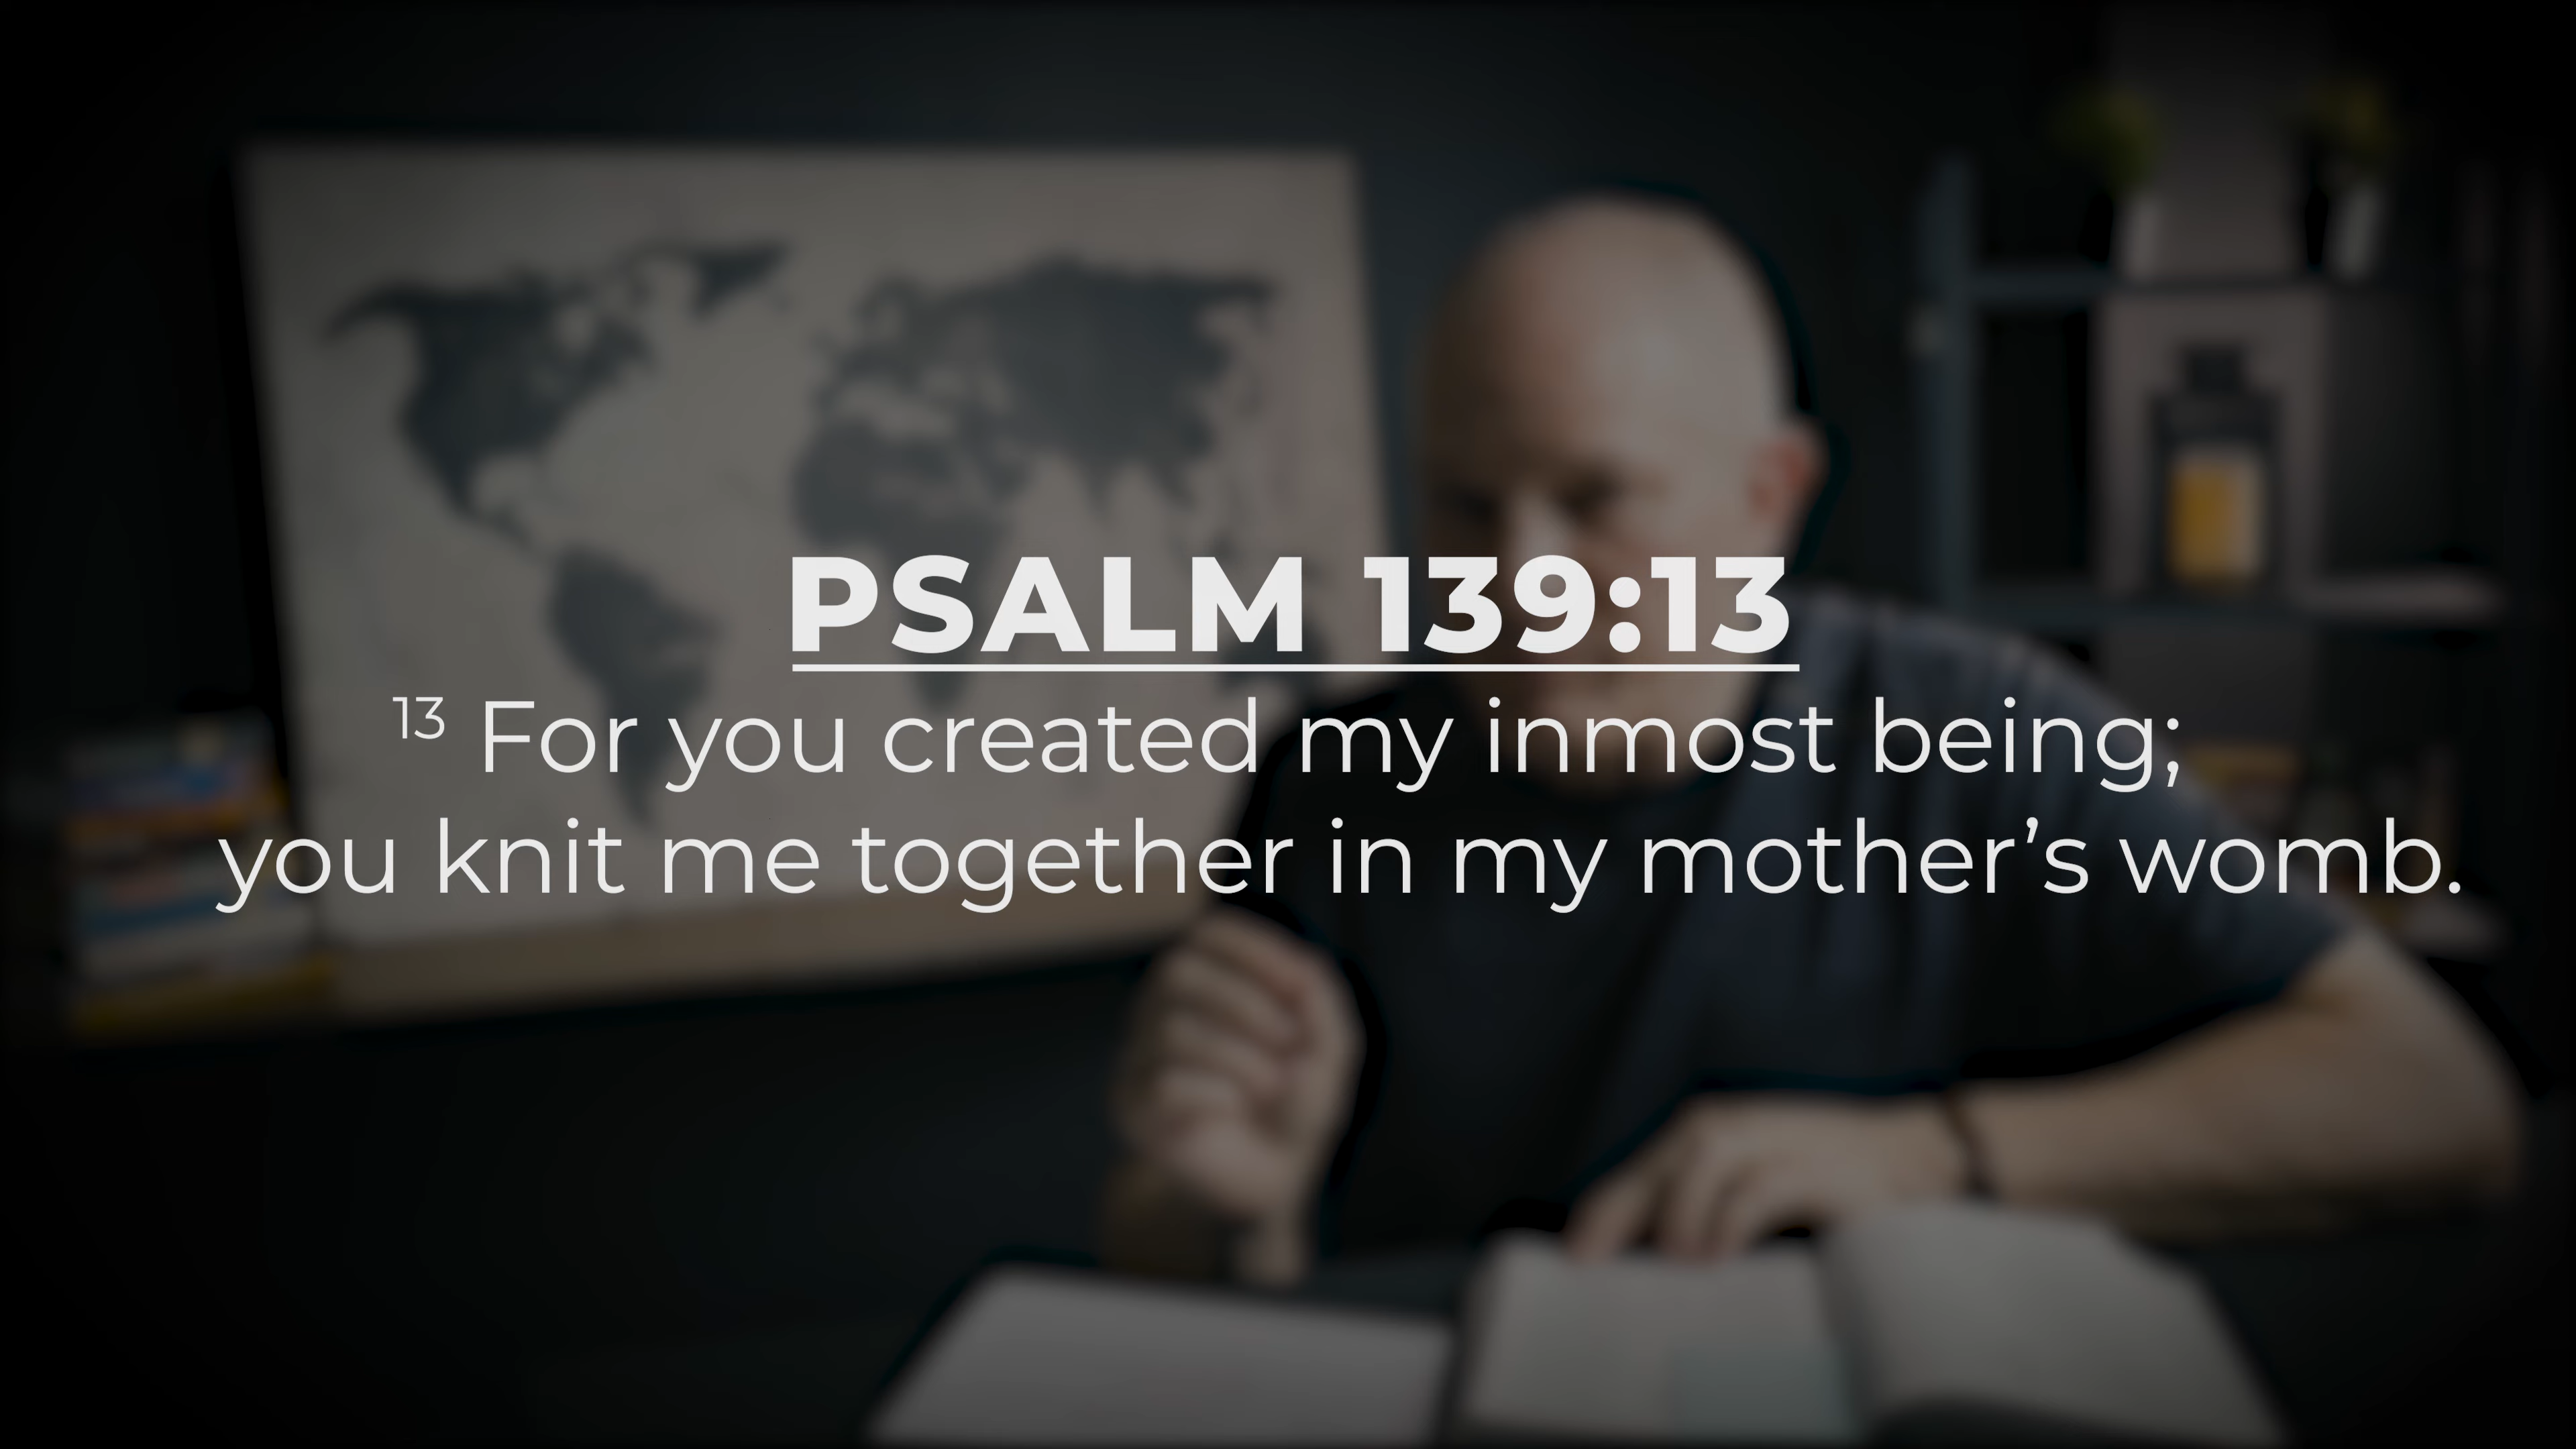 PSALM 139:13
13 For you created my inmost being;
you knit me together in my mother’s womb.